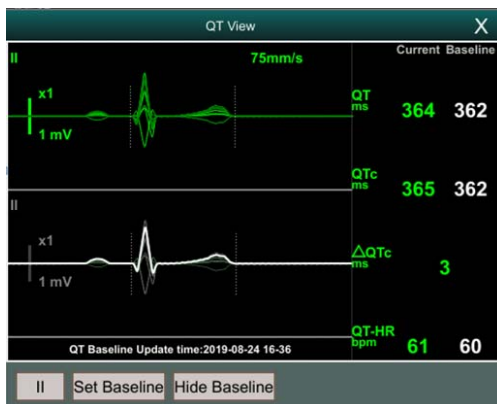 QT View X
Current Baseline
II 75mm/s
x1
1 mV
QT
ms
364 362
QTc
ms
365 362
II
x1
1 mV
△QTc
ms
3
QT-HR
bpm
61 60
QT Baseline Update time:2019-08-24 16-36
II Set Baseline Hide Baseline